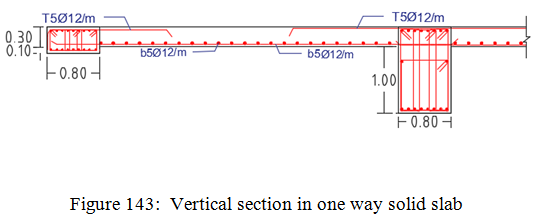 T5Ø12/m
T5Ø12/m
0.30
0.10
b5Ø12/m
b5Ø12/m
0.80
1.00
0.80
Figure 143: Vertical section in one way solid slab